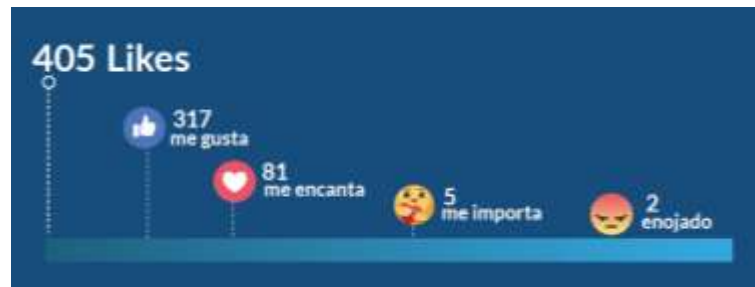 405 Likes
317
me gusta
81
me encanta
5
me importa
2
enojado